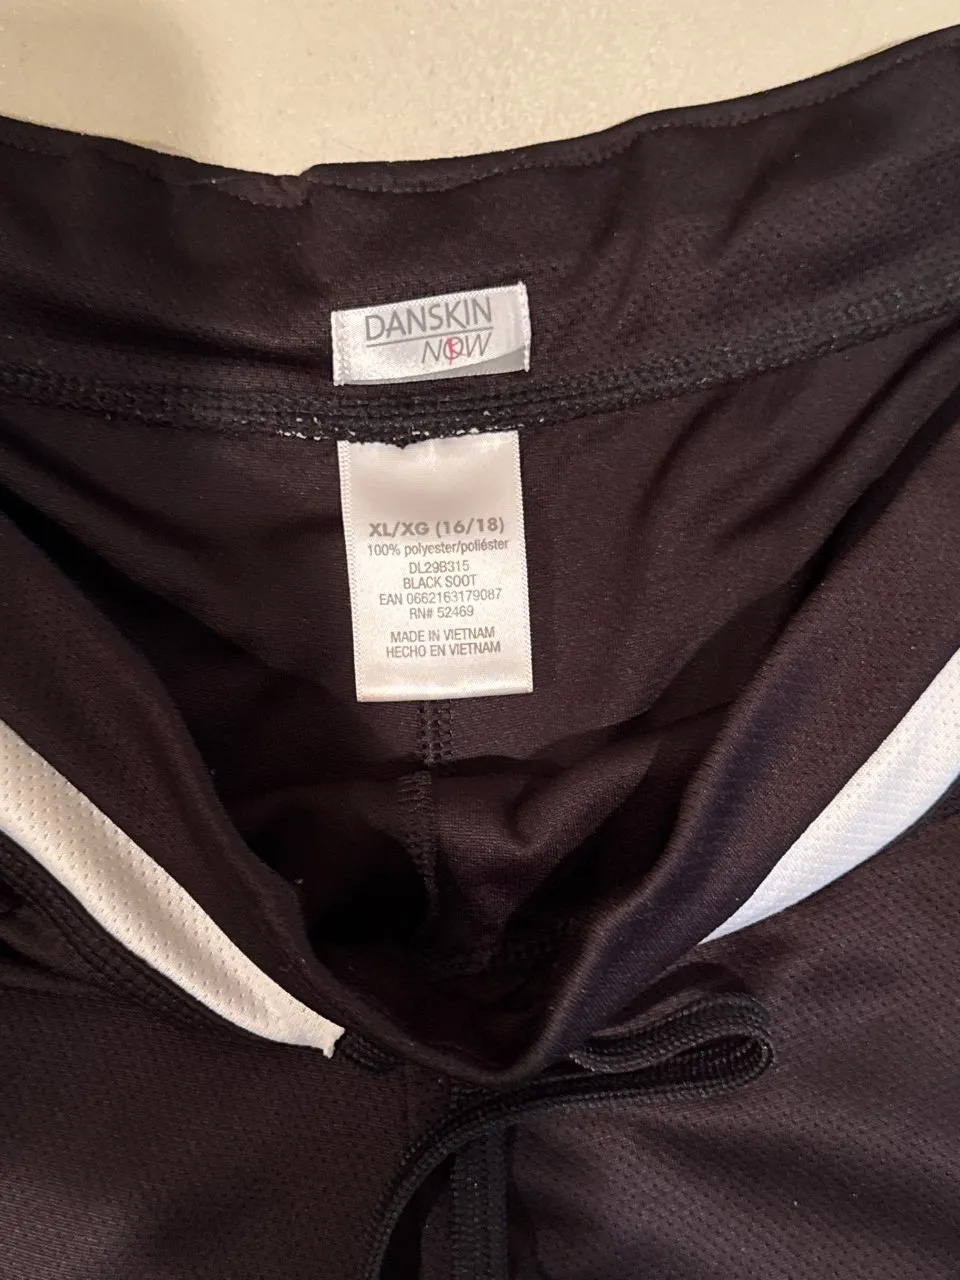 DANSKIN
NOW
XL/XG (16/18)
100% polyester/poliéster
DL29B315
BLACK SOOT
EAN 0662163179087
RN# 52469
MADE IN VIETNAM
HECHO EN VIETNAM